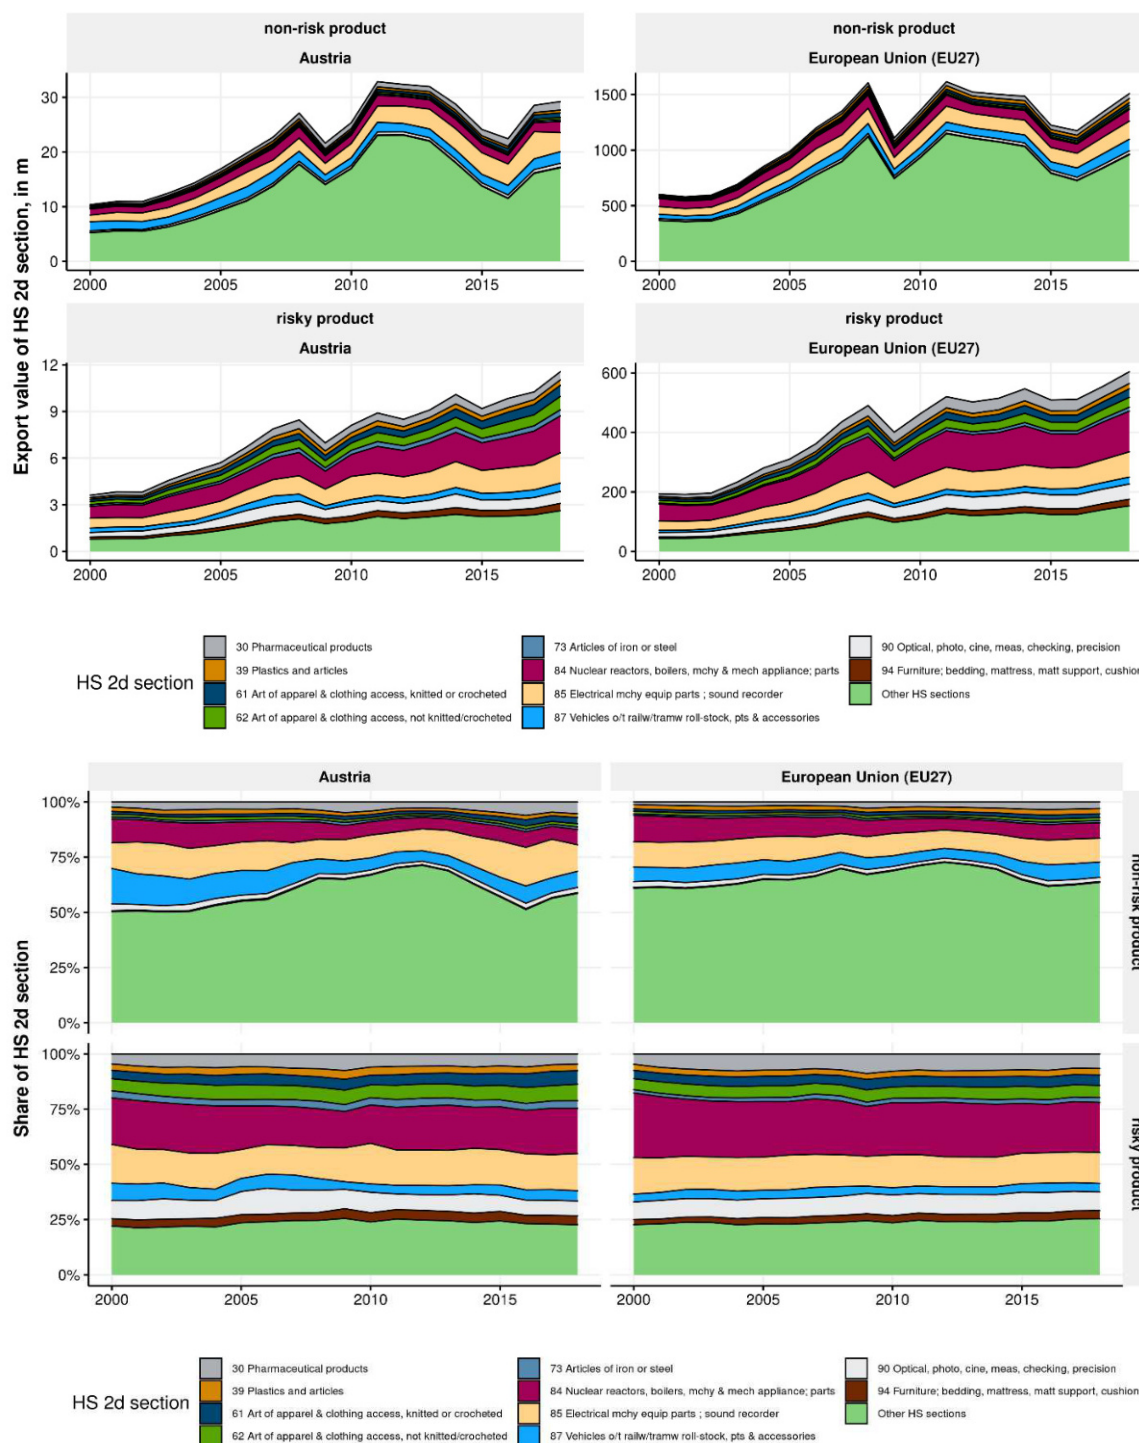 non-risk product
Austria
non-risk product
European Union (EU27)
Export value of HS 2d section, in m
30
20
10
0
2000
2005
2010
2015
1500
1000
500
0
2000
2005
2010
2015
risky product
Austria
risky product
European Union (EU27)
12
9
6
3
0
2000
2005
2010
2015
600
400
200
0
2000
2005
2010
2015
HS 2d section
30 Pharmaceutical products
39 Plastics and articles
61 Art of apparel & clothing access, knitted or crocheted
62 Art of apparel & clothing access, not knitted/crocheted
73 Articles of iron or steel
84 Nuclear reactors, boilers, mchy & mech appliance; parts
85 Electrical mchy equip parts ; sound recorder
87 Vehicles o/t railw/tramw roll-stock, pts & accessories
90 Optical, photo, cine, meas, checking, precision
94 Furniture; bedding, mattress, matt support, cushion
Other HS sections
Austria
European Union (EU27)
Share of HS 2d section
100%
75%
50%
25%
0%
non-risk product
100%
75%
50%
25%
0%
risky product
2000
2005
2010
2015
2000
2005
2010
2015
HS 2d section
30 Pharmaceutical products
39 Plastics and articles
61 Art of apparel & clothing access, knitted or crocheted
62 Art of apparel & clothing access, not knitted/crocheted
73 Articles of iron or steel
84 Nuclear reactors, boilers, mchy & mech appliance; parts
85 Electrical mchy equip parts ; sound recorder
87 Vehicles o/t railw/tramw roll-stock, pts & accessories
90 Optical, photo, cine, meas, checking, precision
94 Furniture; bedding, mattress, matt support, cushion
Other HS sections